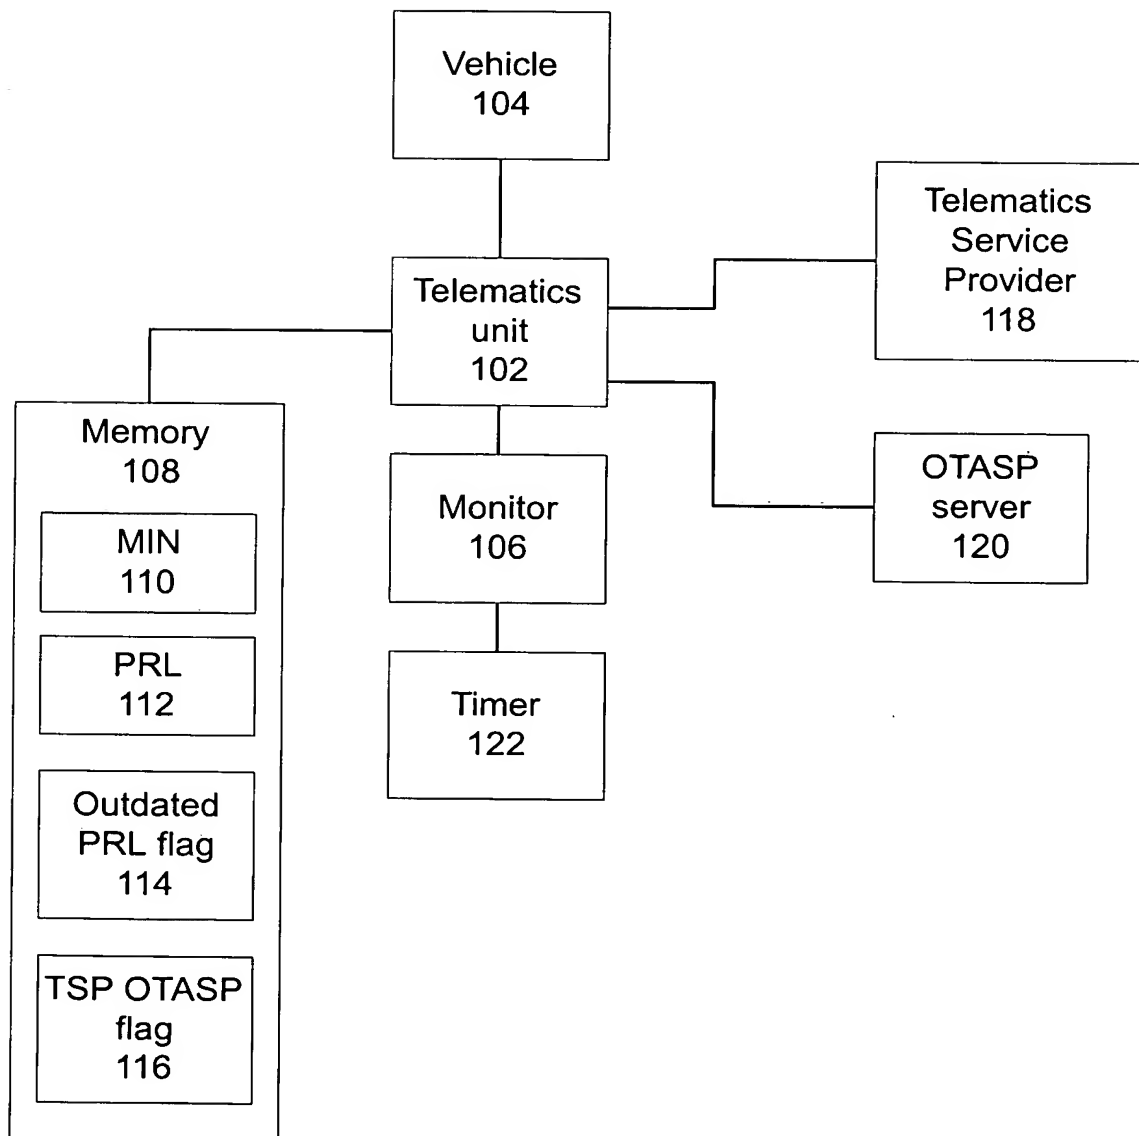 Vehicle
104
Telematics
Service
Provider
118
Telematics
unit
102
Memory
108
MIN
110
PRL
112
Outdated
PRL flag
114
TSP OTASP
flag
116
Monitor
106
Timer
122
OTASP
server
120